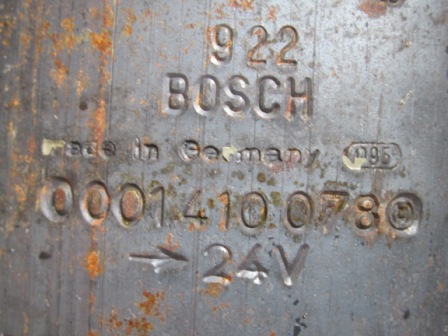 922
BOSCH
Made in Germany
0001410078
→ 24V